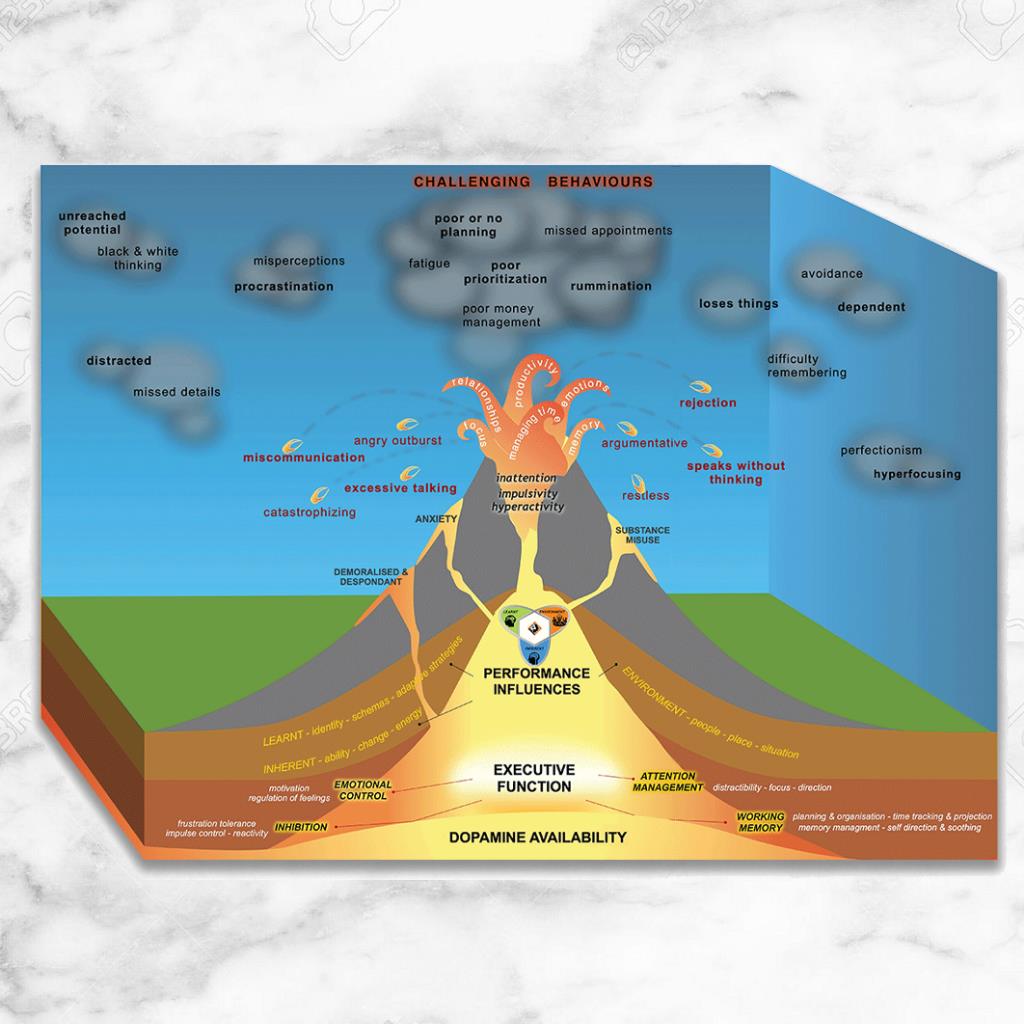 CHALLENGING BEHAVIOURS
unreached
potential
black & white
thinking
misperceptions
procrastination
poor or no
planning
missed appointments
fatigue
poor
prioritization
rummination
poor money
management
loses things
avoidance
dependent
distracted
missed details
difficulty
remembering
perfectionism
hyperfocusing
relationships
productivity
emotions
focus
managing time
memory
rejection
angry outburst
argumentative
miscommunication
speaks without
thinking
excessive talking
restless
catastrophizing
inattention
impulsivity
hyperactivity
ANXIETY
SUBSTANCE
MISUSE
DEMORALISED &
DESPONDANT
LEARNT
ENVIRONMENT
INHERENT
PERFORMANCE
INFLUENCES
LEARNT - identity - schemas - adaptive strategies
INHERENT - ability - change - energy
ENVIRONMENT - people - place - situation
EXECUTIVE
FUNCTION
motivation
regulation of feelings
EMOTIONAL
CONTROL
ATTENTION
MANAGEMENT
distractibility - focus - direction
frustration tolerance
impulse control - reactivity
INHIBITION
WORKING
MEMORY
planning & organisation - time tracking & projection
memory managment - self direction & soothing
DOPAMINE AVAILABILITY